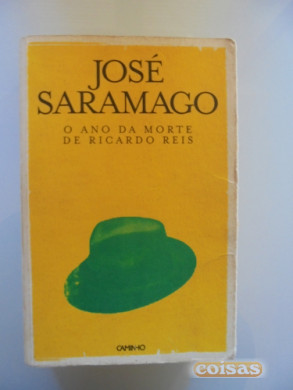 JOSÉ
SARAMAGO
O ANO DA MORTE
DE RICARDO REIS
CAMINHO
coisas